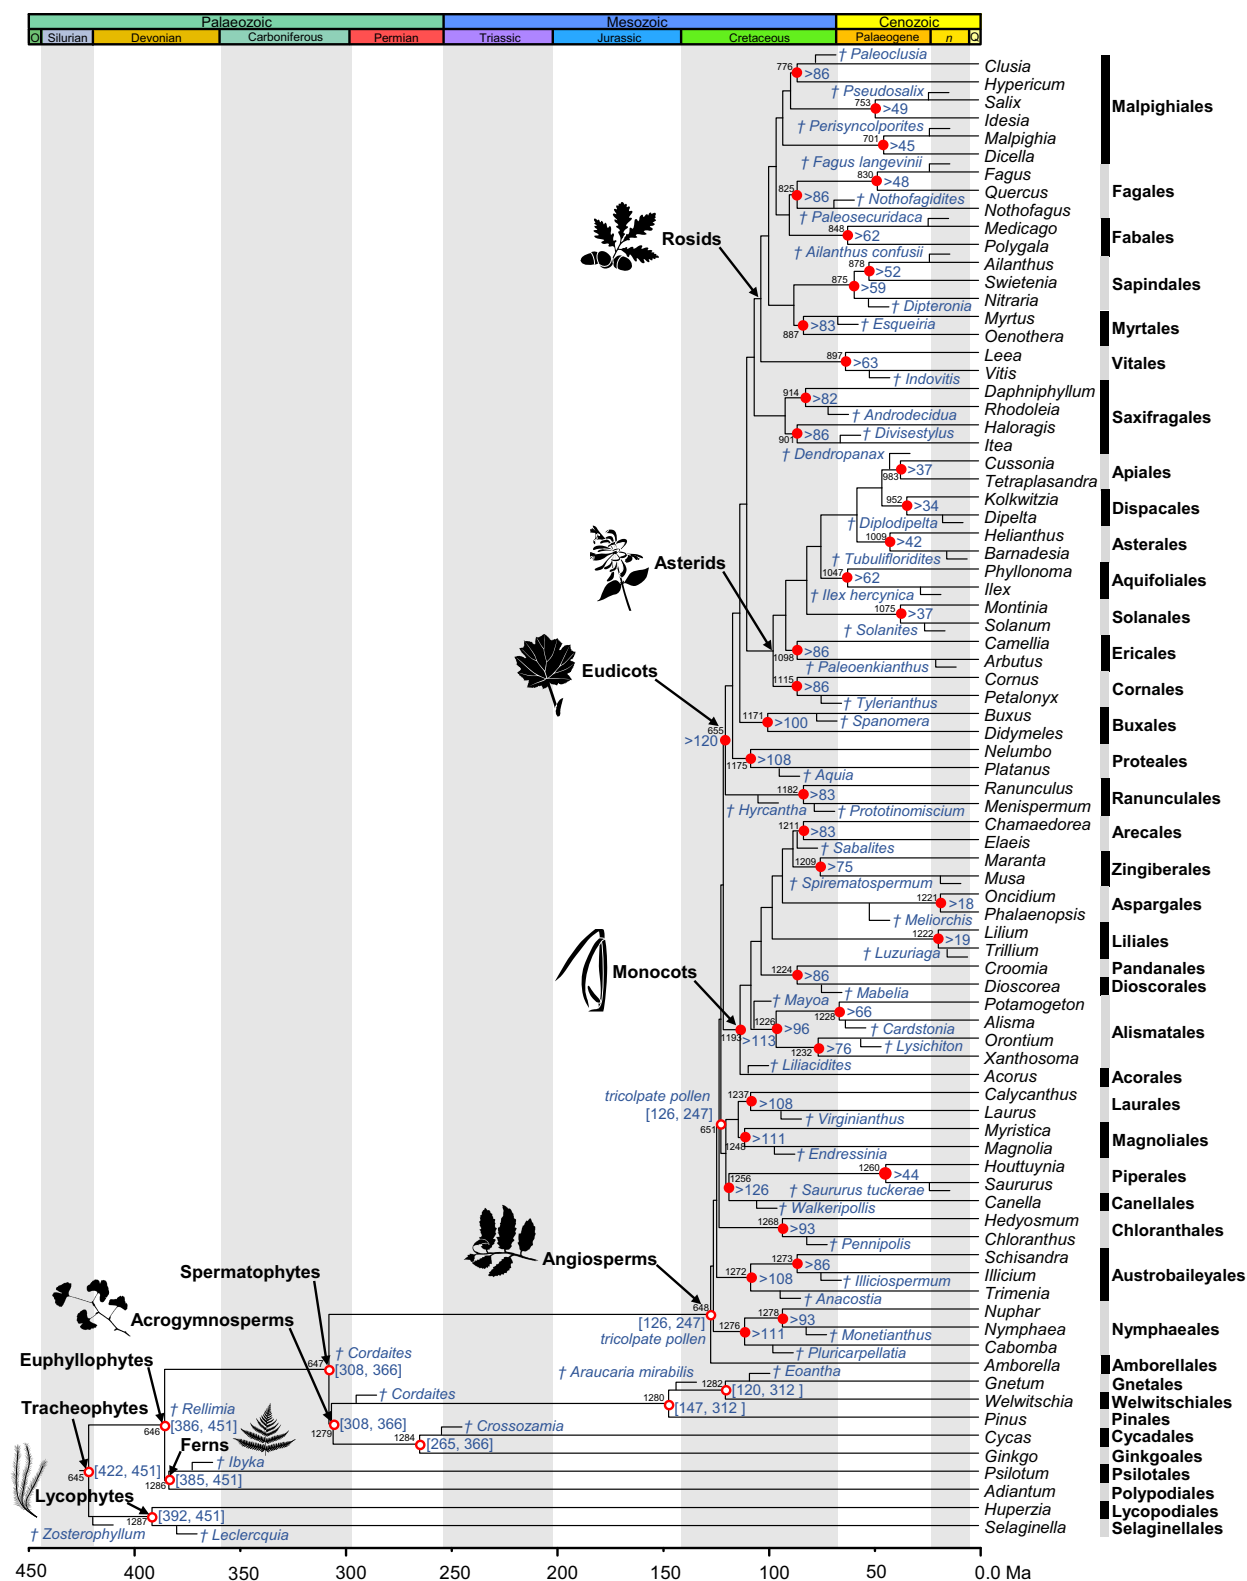 Palaeozoic Mesozoic Cenozoic
O Silurian Devonian Carboniferous Permian Triassic Jurassic Cretaceous Palaeogene n Q
† Paleoclusia
776 >86 Clusia
Hypericum
† Pseudosalix
753 >49 Salix
Idesia
Malpighiales
† Perisyncolporites
701 >45 Malpighia
Dicella
† Fagus langevinii
830 >48 Fagus
Quercus
Fagales
825 >86 † Nothofagidites
Nothofagus
† Paleosecuridaca
848 >62 Medicago
Polygala
Fabales
Rosids
† Ailanthus confusii
878 >52 Ailanthus
875 >59 Swietenia
Sapindales
Nitraria
† Dipteronia
Myrtus
887 >83 † Esqueiria
Oenothera
Myrtales
897 >63 Leea
Vitis
Vitales
† Indovitis
914 >82 Daphniphyllum
Rhodoleia
† Androdecidua
Saxifragales
901 >86 Haloragis
† Divisestylus
Itea
† Dendropanax
983 >37 Cussonia
Tetraplasandra
Apiales
952 >34 Kolkwitzia
Dipelta
Dispacales
† Diplodipelta
1009 >42 Helianthus
Barnadesia
Asterales
† Tubulifloridites
Asterids
1047 >62 Phyllonoma
Ilex
Aquifoliales
† Ilex hercynica
1075 >37 Montinia
Solanum
Solanales
† Solanites
1098 >86 Camellia
Arbutus
Ericales
† Paleoenkianthus
1115 >86 Cornus
Petalonyx
Cornales
† Tylerianthus
Eudicots
1171 >100 Buxus
† Spanomera
Didymeles
Buxales
655 >120
1175 >108 Nelumbo
Platanus
Proteales
† Aquia
1182 >83 Ranunculus
Menispermum
Ranunculales
† Hyrcantha † Prototinomiscium
1211 >83 Chamaedorea
Elaeis
Arecales
† Sabalites
1209 >75 Maranta
Musa
Zingiberales
† Spirematospermum
1221 >18 Oncidium
Phalaenopsis
Aspargales
† Meliorchis
1222 >19 Lilium
Trillium
Liliales
† Luzuriaga
Monocots
1224 >86 Croomia Pandanales
Dioscorea Dioscorales
† Mabelia
† Mayoa
1228 >66 Potamogeton
1226 >96 Alisma
† Cardstonia
Alismatales
1193 >113
1232 >76 Orontium
† Lysichiton
Xanthosoma
† Liliacidites
Acorus Acorales
tricolpate pollen
[126, 247]
651
1237 >108 Calycanthus
Laurus
Laurales
† Virginianthus
1248 >111 Myristica
Magnolia
Magnoliales
† Endressinia
1260 >44 Houttuynia
Saururus
Piperales
1256 >126 † Saururus tuckerae
Canella Canellales
† Walkeripollis
1268 >93 Hedyosmum
Chloranthus
Chloranthales
† Pennipolis
Angiosperms
1273 >86 Schisandra
Illicium
† Illiciospermum
Austrobaileyales
1272 >108 Trimenia
† Anacostia
648
[126, 247]
tricolpate pollen
1278 >93 Nuphar
Nymphaea
† Monetianthus
Nymphaeales
1276 >111 Cabomba
† Pluricarpellatia
Amborella Amborellales
Spermatophytes
Acrogymnosperms
† Cordaites
647 [308, 366]
† Araucaria mirabilis † Eoantha
1282 [120, 312 ] Gnetum Gnetales
Welwitschia Welwitschiales
1280 [147, 312 ] Pinus Pinales
† Cordaites
1279 [308, 366]
† Crossozamia
1284 [265, 366] Cycas Cycadales
Ginkgo Ginkgoales
Euphyllophytes
Tracheophytes
† Rellimia
646 [386, 451]
Ferns
† Ibyka
645 [422, 451]
1286 [385, 451]
Psilotum Psilotales
Adiantum Polypodiales
Lycophytes
1287 [392, 451] Huperzia Lycopodiales
Selaginella Selaginellales
† Zosterophyllum † Leclercquia
450 400 350 300 250 200 150 100 50 0.0 Ma